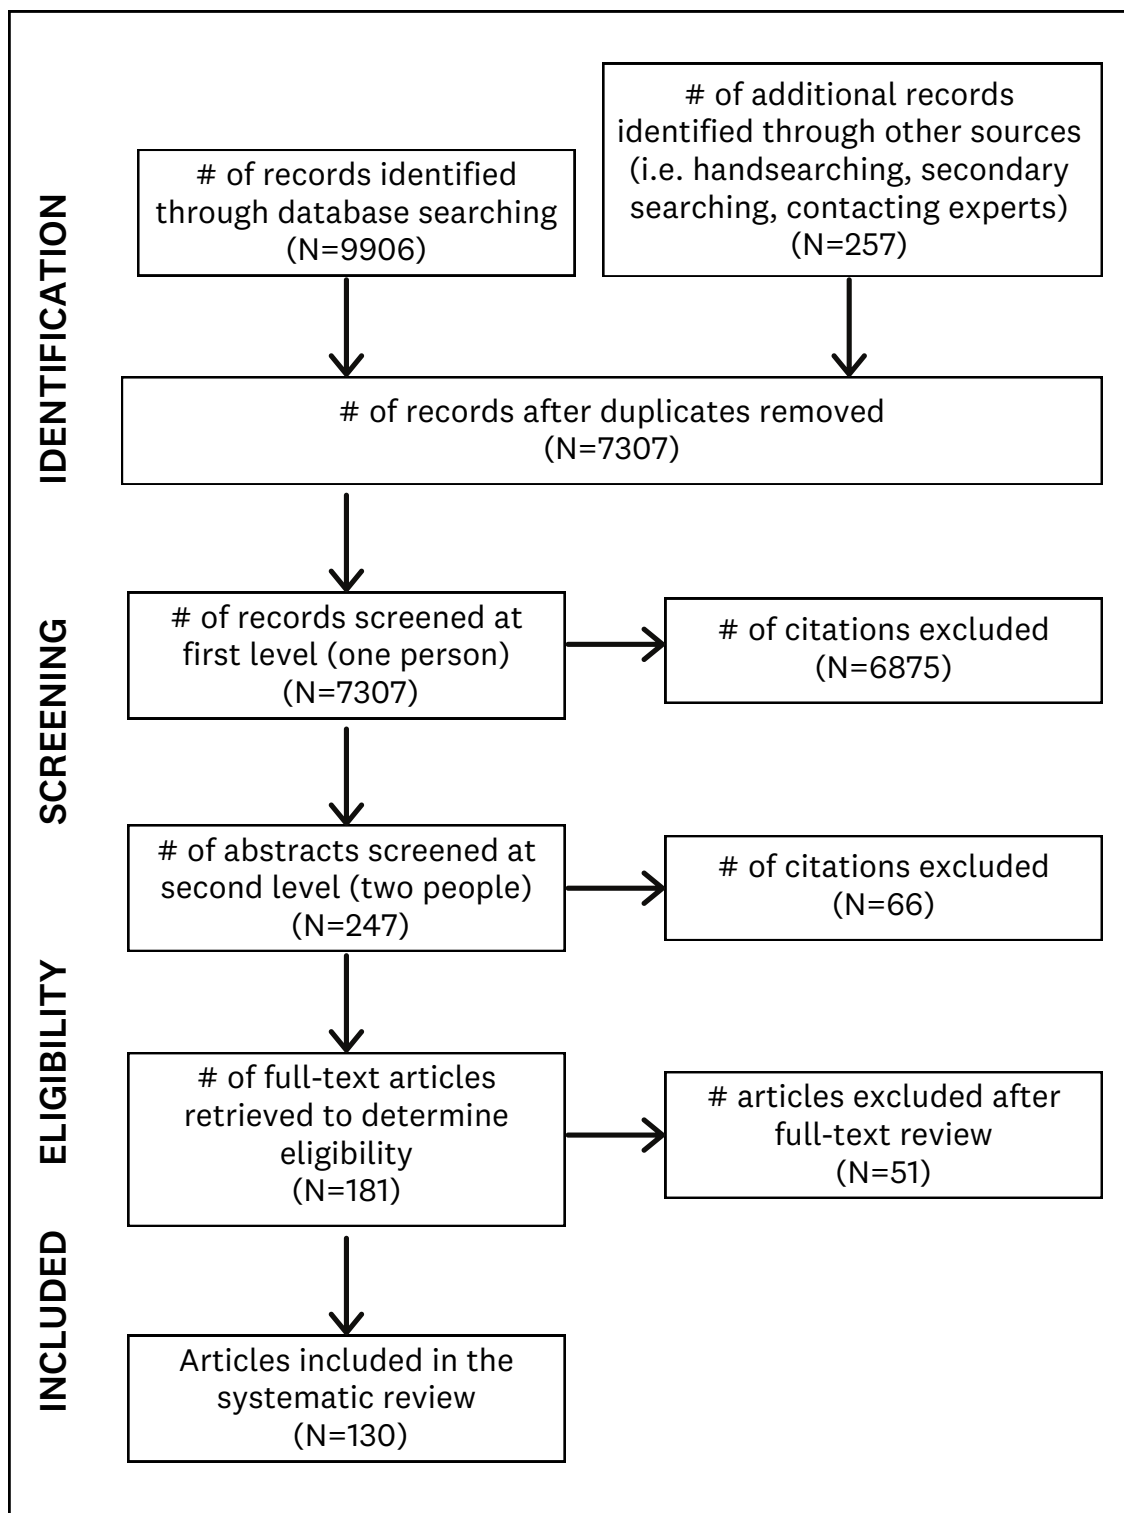 IDENTIFICATION
# of records identified
through database searching
(N=9906)
# of additional records
identified through other sources
(i.e. handsearching, secondary
searching, contacting experts)
(N=257)
# of records after duplicates removed
(N=7307)
SCREENING
# of records screened at
first level (one person)
(N=7307)
# of citations excluded
(N=6875)
# of abstracts screened at
second level (two people)
(N=247)
# of citations excluded
(N=66)
ELIGIBILITY
# of full-text articles
retrieved to determine
eligibility
(N=181)
# articles excluded after
full-text review
(N=51)
INCLUDED
Articles included in the
systematic review
(N=130)